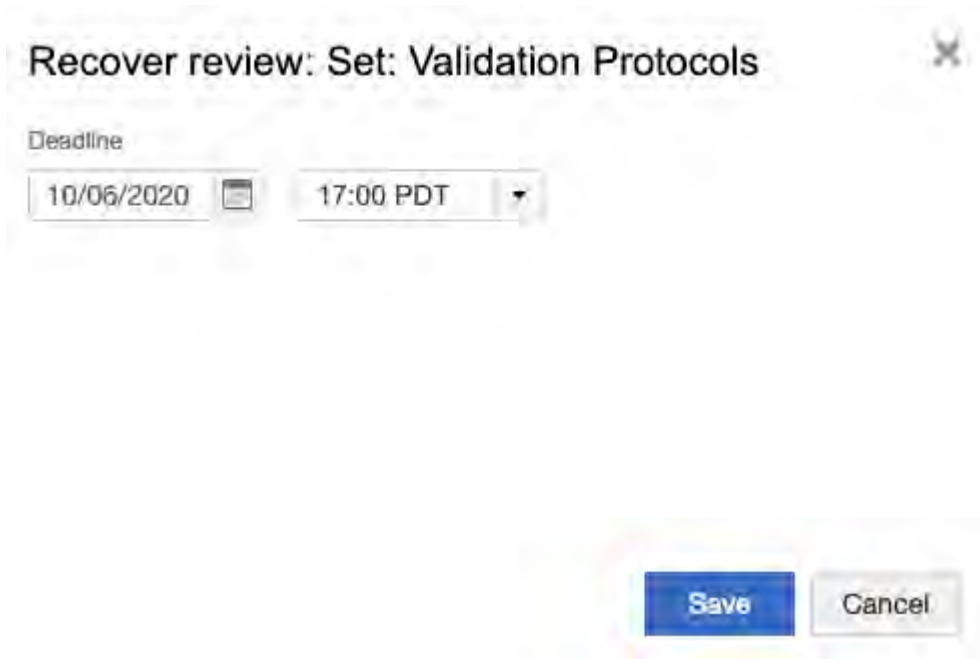 Recover review: Set: Validation Protocols
Deadline
10/06/2020 17:00 PDT
Save Cancel